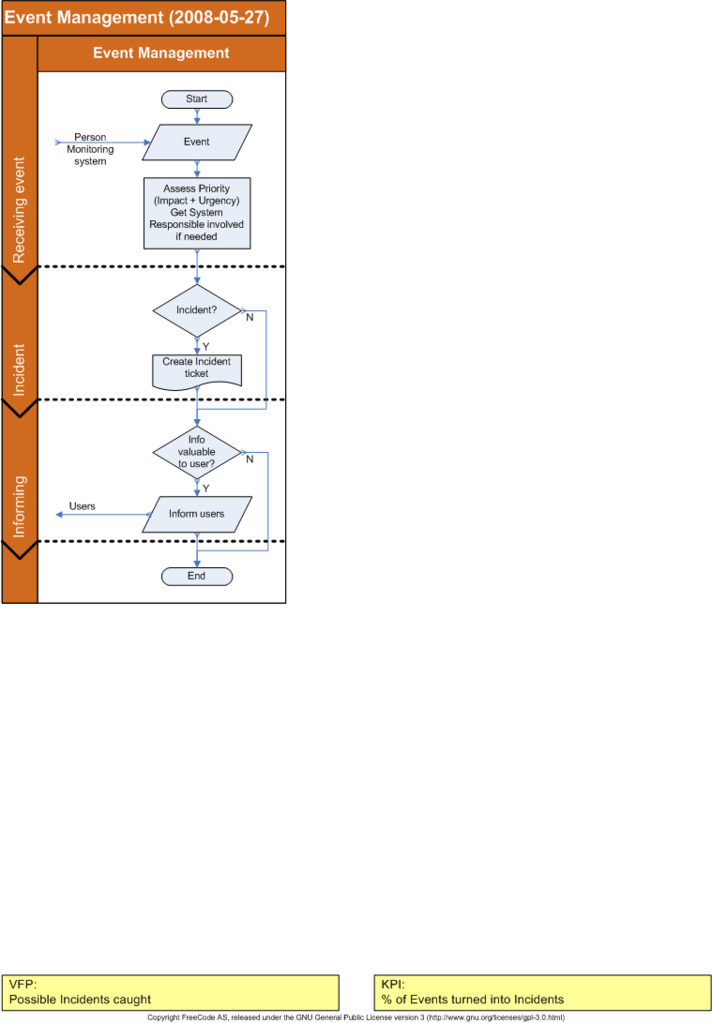 Event Management (2008-05-27)
Event Management
Receiving event
Start
Person
Monitoring
system
Event
Assess Priority
(Impact + Urgency)
Get System
Responsible involved
if needed
Incident
Incident?
N
Y
Create Incident
ticket
Informing
Info
valuable
to user?
N
Y
Users
Inform users
End
VFP:
Possible Incidents caught
KPI:
% of Events turned into Incidents
Copyright FreeCode AS, released under the GNU General Public License version 3 (http://www.gnu.org/licenses/gpl-3.0.html)